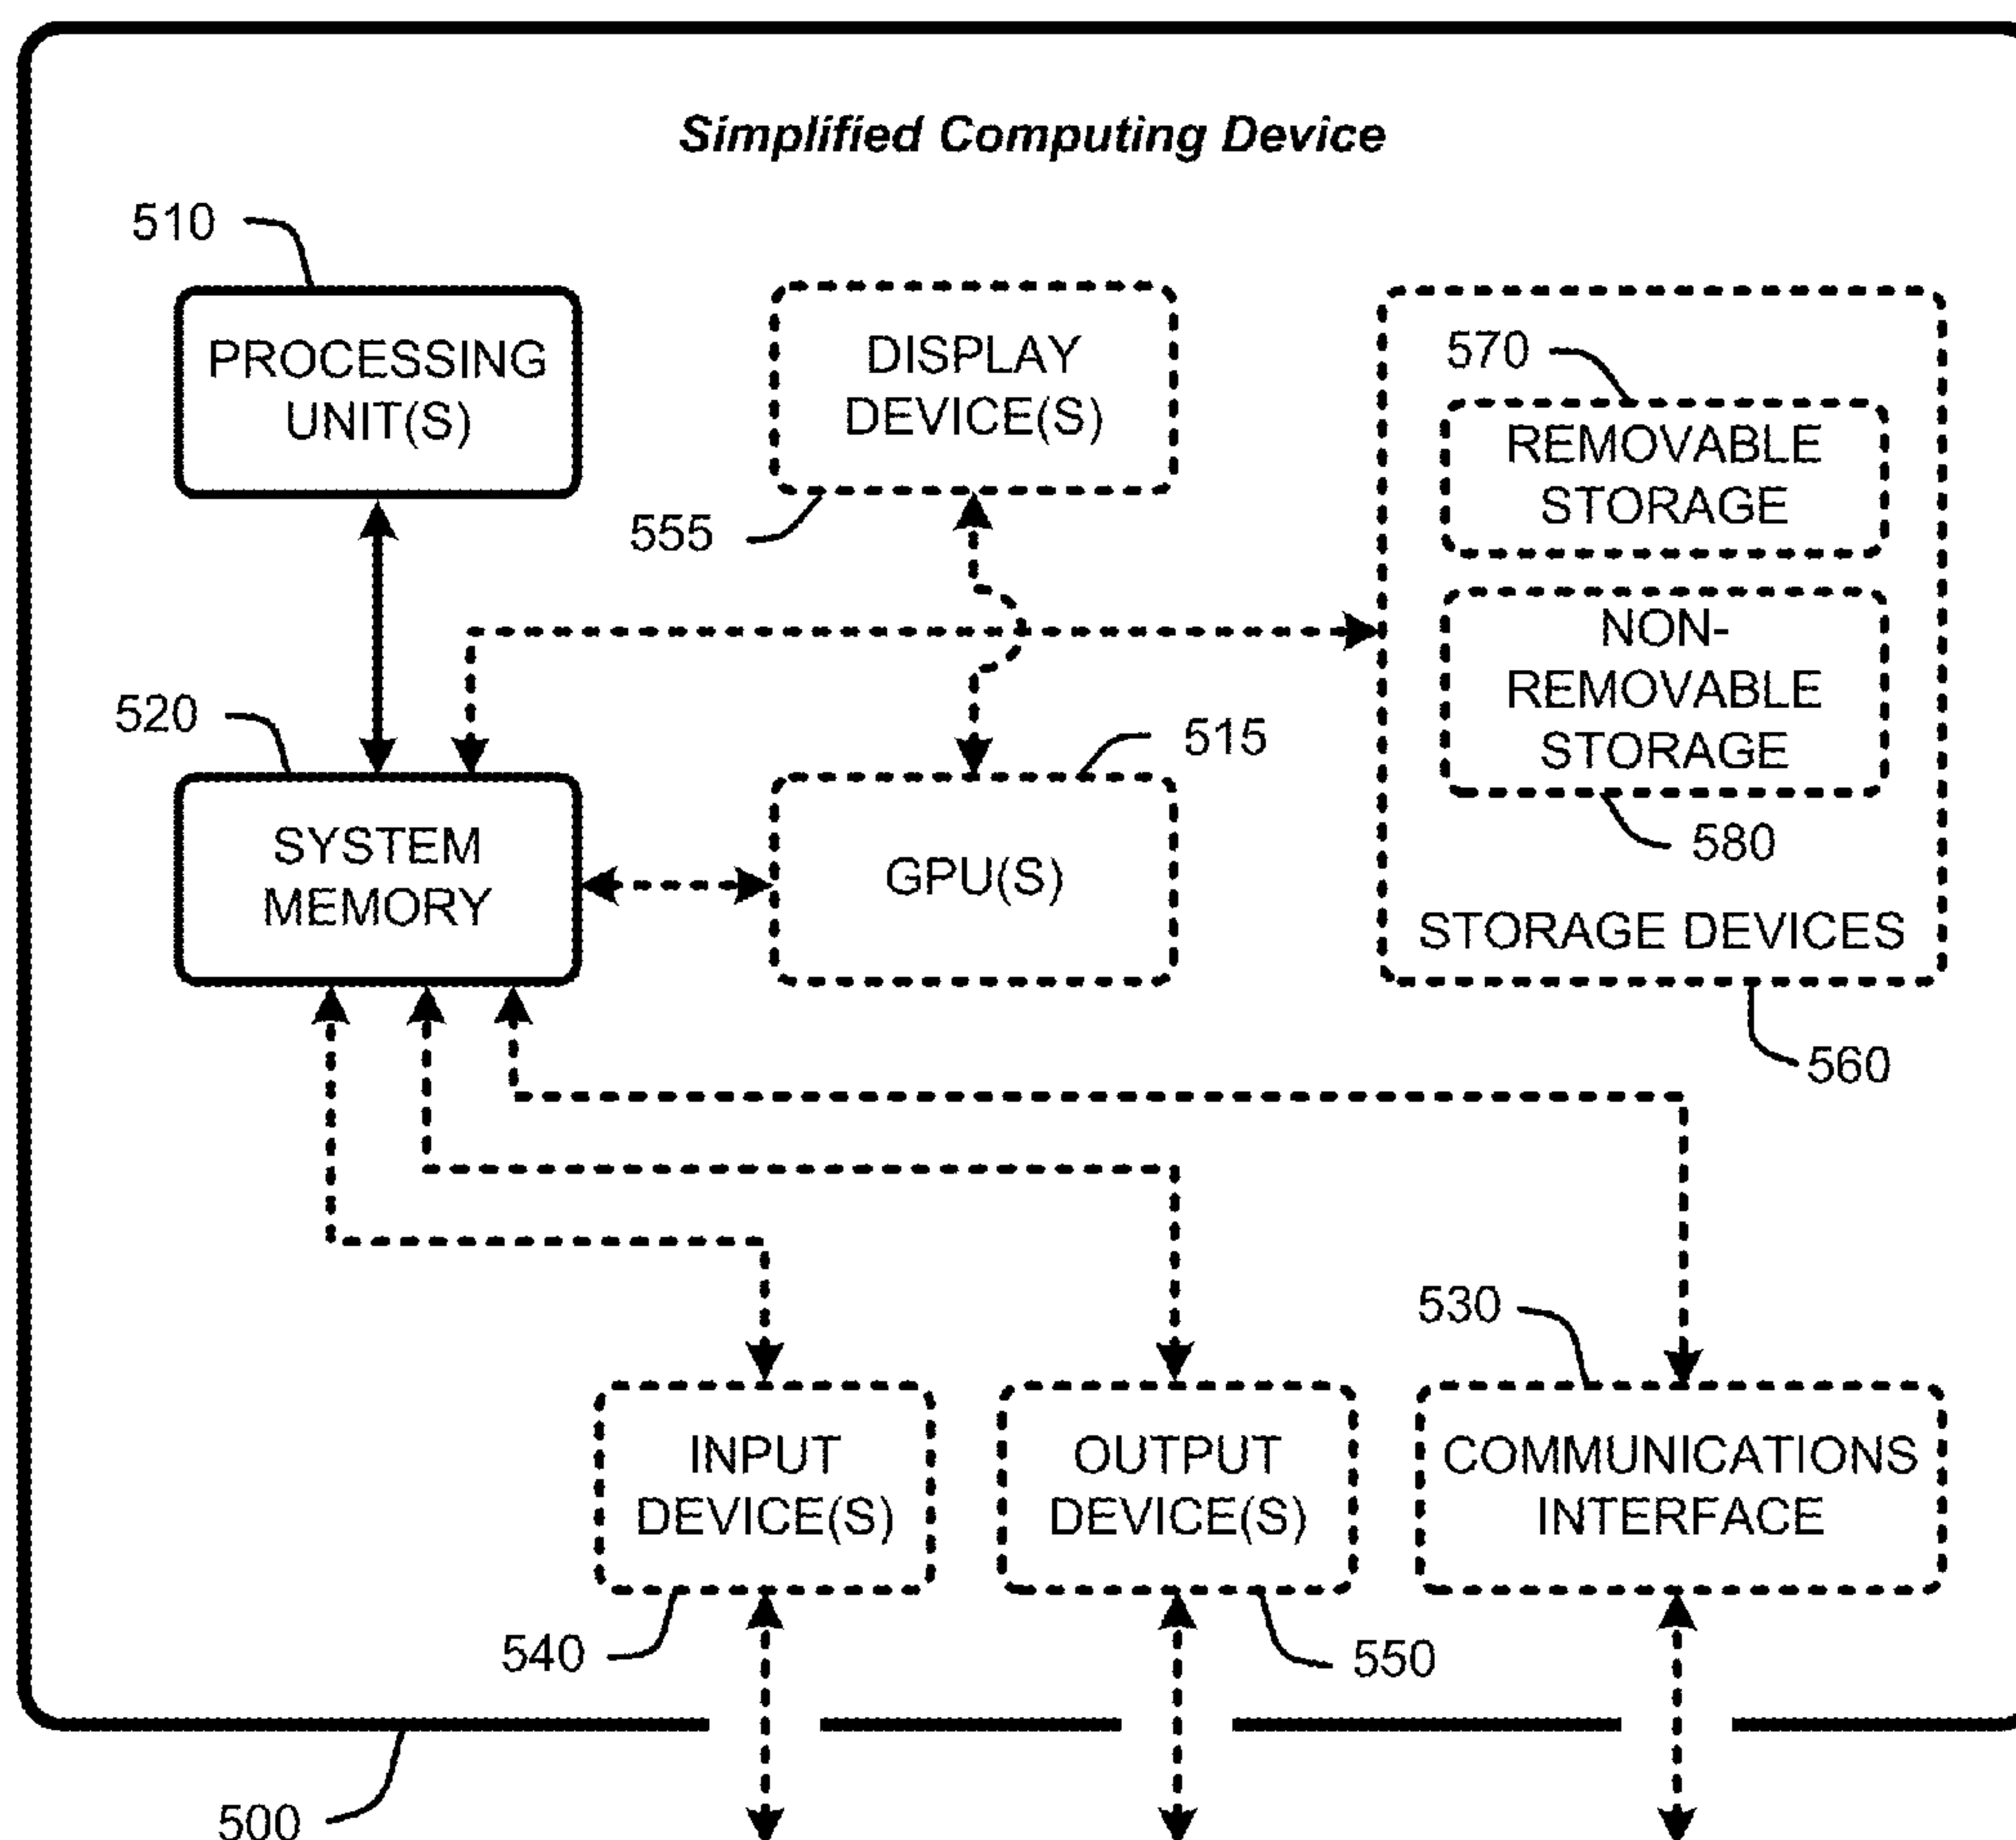 Simplified Computing Device
510
PROCESSING
UNIT(S)
DISPLAY
DEVICE(S)
555
570
REMOVABLE
STORAGE
NON-
REMOVABLE
STORAGE
580
STORAGE DEVICES
560
520
SYSTEM
MEMORY
515
GPU(S)
530
INPUT
DEVICE(S)
OUTPUT
DEVICE(S)
COMMUNICATIONS
INTERFACE
540
550
500